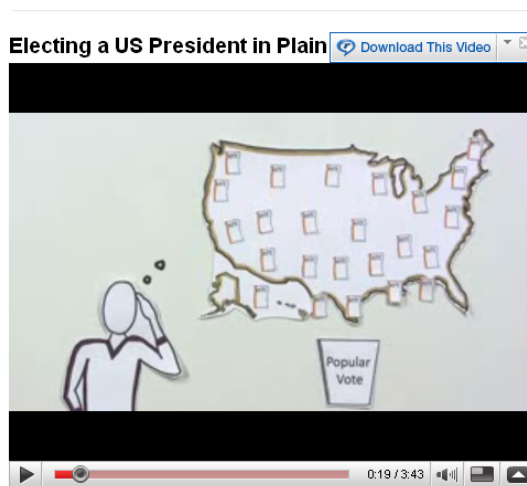 Electing a US President in Plain
Download This Video
Popular
Vote
0:19 / 3:43